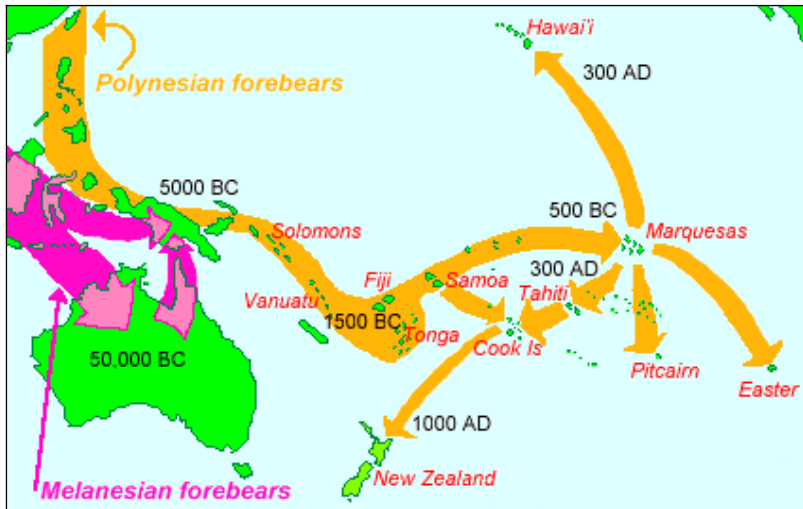 Hawai'i
Polynesian forebears
300 AD
5000 BC
500 BC
Solomons
Marquesas
Fiji
Samoa
300 AD
Tahiti
Vanuatu
1500 BC
Tonga
Cook Is
50,000 BC
Pitcairn
Easter
1000 AD
New Zealand
Melanesian forebears